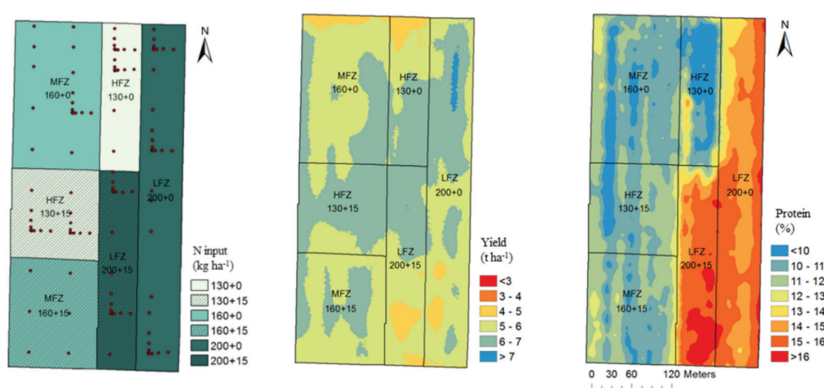 N
MFZ
160+0
HFZ
130+0
LFZ
200+0
HFZ
130+15
LFZ
200+15
MFZ
160+15
N input
(kg ha⁻¹)
130+0
130+15
160+0
160+15
200+0
200+15
N
MFZ
160+0
HFZ
130+0
LFZ
200+0
HFZ
130+15
LFZ
200+15
MFZ
160+15
Yield
(t ha⁻¹)
<3
3 - 4
4 - 5
5 - 6
6 - 7
> 7
N
MFZ
160+0
HFZ
130+0
LFZ
200+0
HFZ
130+15
LFZ
200+15
MFZ
160+15
Protein
(%)
<10
10 - 11
11 - 12
12 - 13
13 - 14
14 - 15
15 - 16
>16
0 30 60 120 Meters